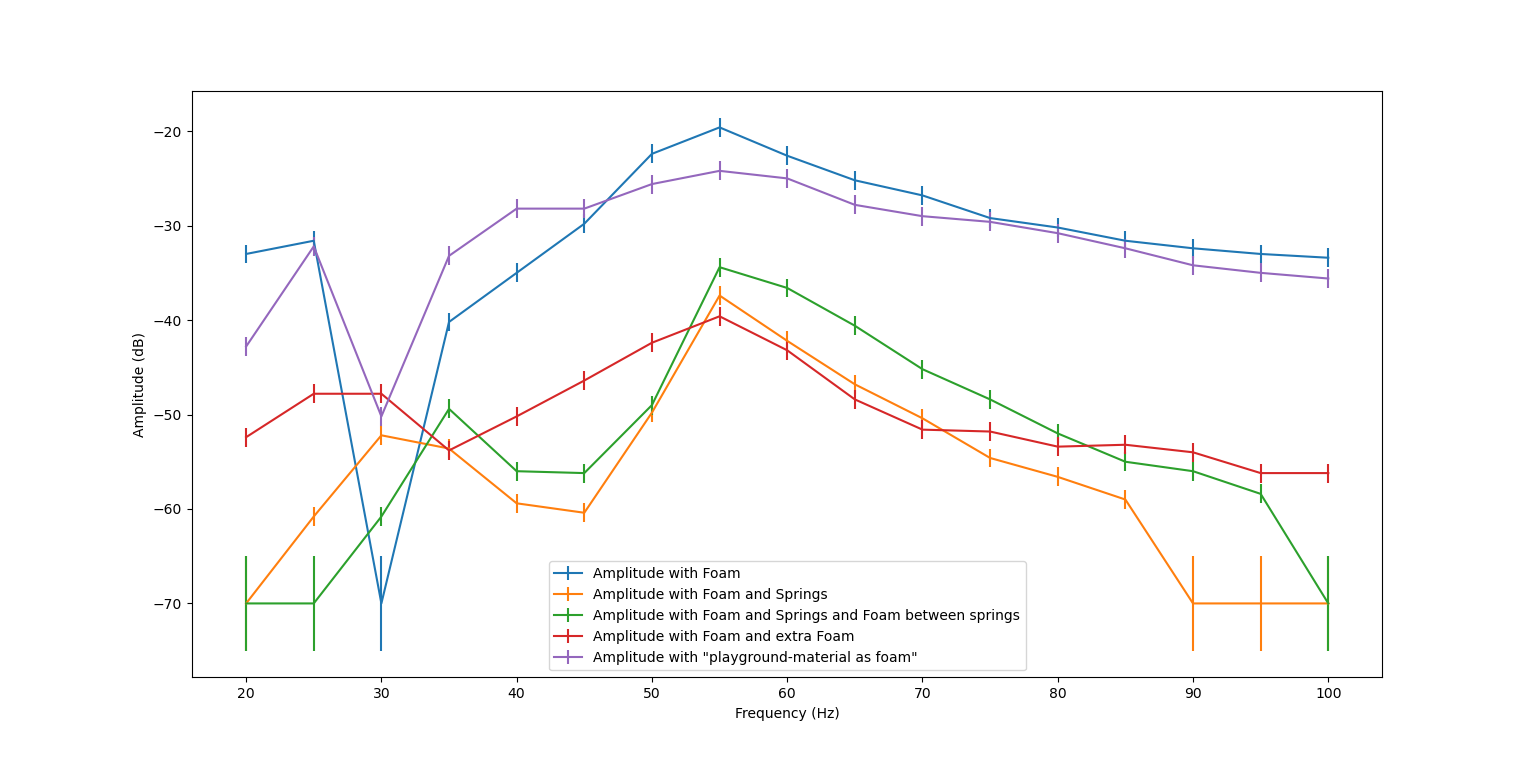 −20
−30
−40
−50
−60
−70
Amplitude (dB)
Amplitude with Foam
Amplitude with Foam and Springs
Amplitude with Foam and Springs and Foam between springs
Amplitude with Foam and extra Foam
Amplitude with "playground-material as foam"
20 30 40 50 60 70 80 90 100
Frequency (Hz)